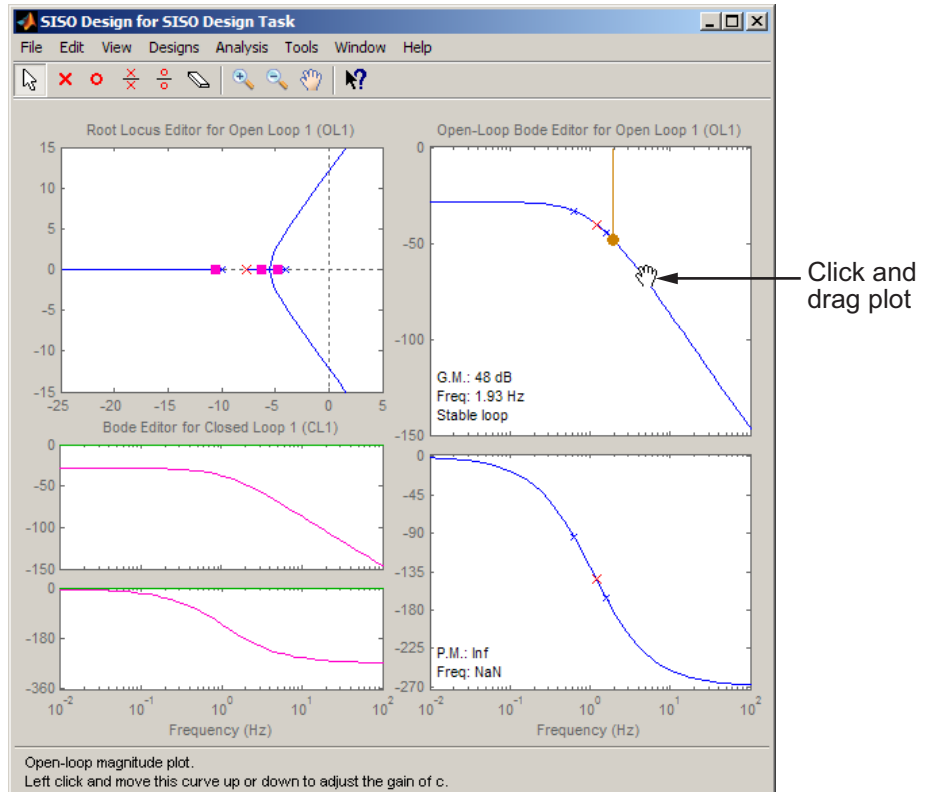 SISO Design for SISO Design Task
File Edit View Designs Analysis Tools Window Help
Root Locus Editor for Open Loop 1 (OL1)
15
10
5
0
-5
-10
-15
-25 -20 -15 -10 -5 0 5
Bode Editor for Closed Loop 1 (CL1)
0
-50
-100
-150
0
-180
-360
10^-2 10^-1 10^0 10^1 10^2
Frequency (Hz)
Open-Loop Bode Editor for Open Loop 1 (OL1)
0
-50
-100
-150
G.M.: 48 dB
Freq: 1.93 Hz
Stable loop
0
-45
-90
-135
-180
-225
-270
P.M.: Inf
Freq: NaN
10^-2 10^-1 10^0 10^1 10^2
Frequency (Hz)
Click and
drag plot
Open-loop magnitude plot.
Left click and move this curve up or down to adjust the gain of c.